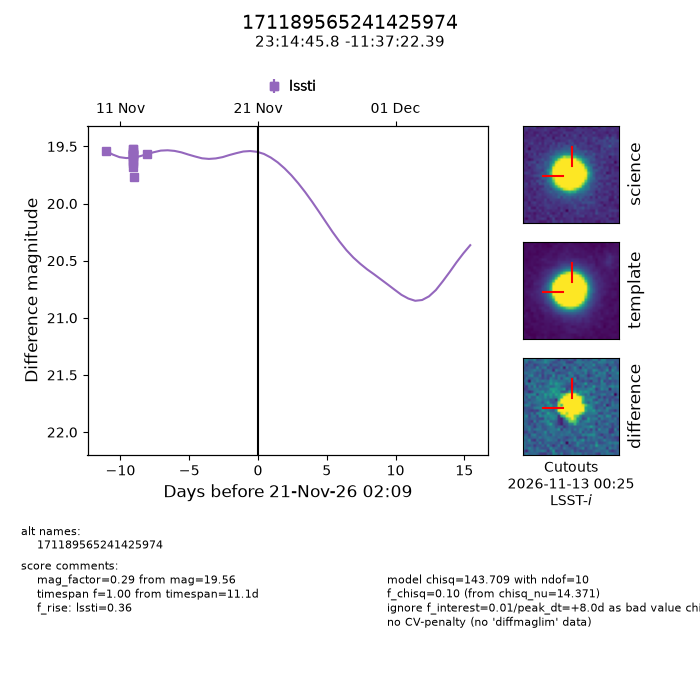 171189565241425974
23:14:45.8 -11:37:22.39
lssti
11 Nov
21 Nov
01 Dec
19.5
20.0
20.5
21.0
21.5
22.0
Difference magnitude
−10
−5
0
5
10
15
Days before 21-Nov-26 02:09
science
template
difference
Cutouts
2026-11-13 00:25
LSST-i
alt names:
171189565241425974
score comments:
mag_factor=0.29 from mag=19.56
timespan f=1.00 from timespan=11.1d
f_rise: lssti=0.36
model chisq=143.709 with ndof=10
f_chisq=0.10 (from chisq_nu=14.371)
ignore f_interest=0.01/peak_dt=+8.0d as bad value chi
no CV-penalty (no 'diffmaglim' data)